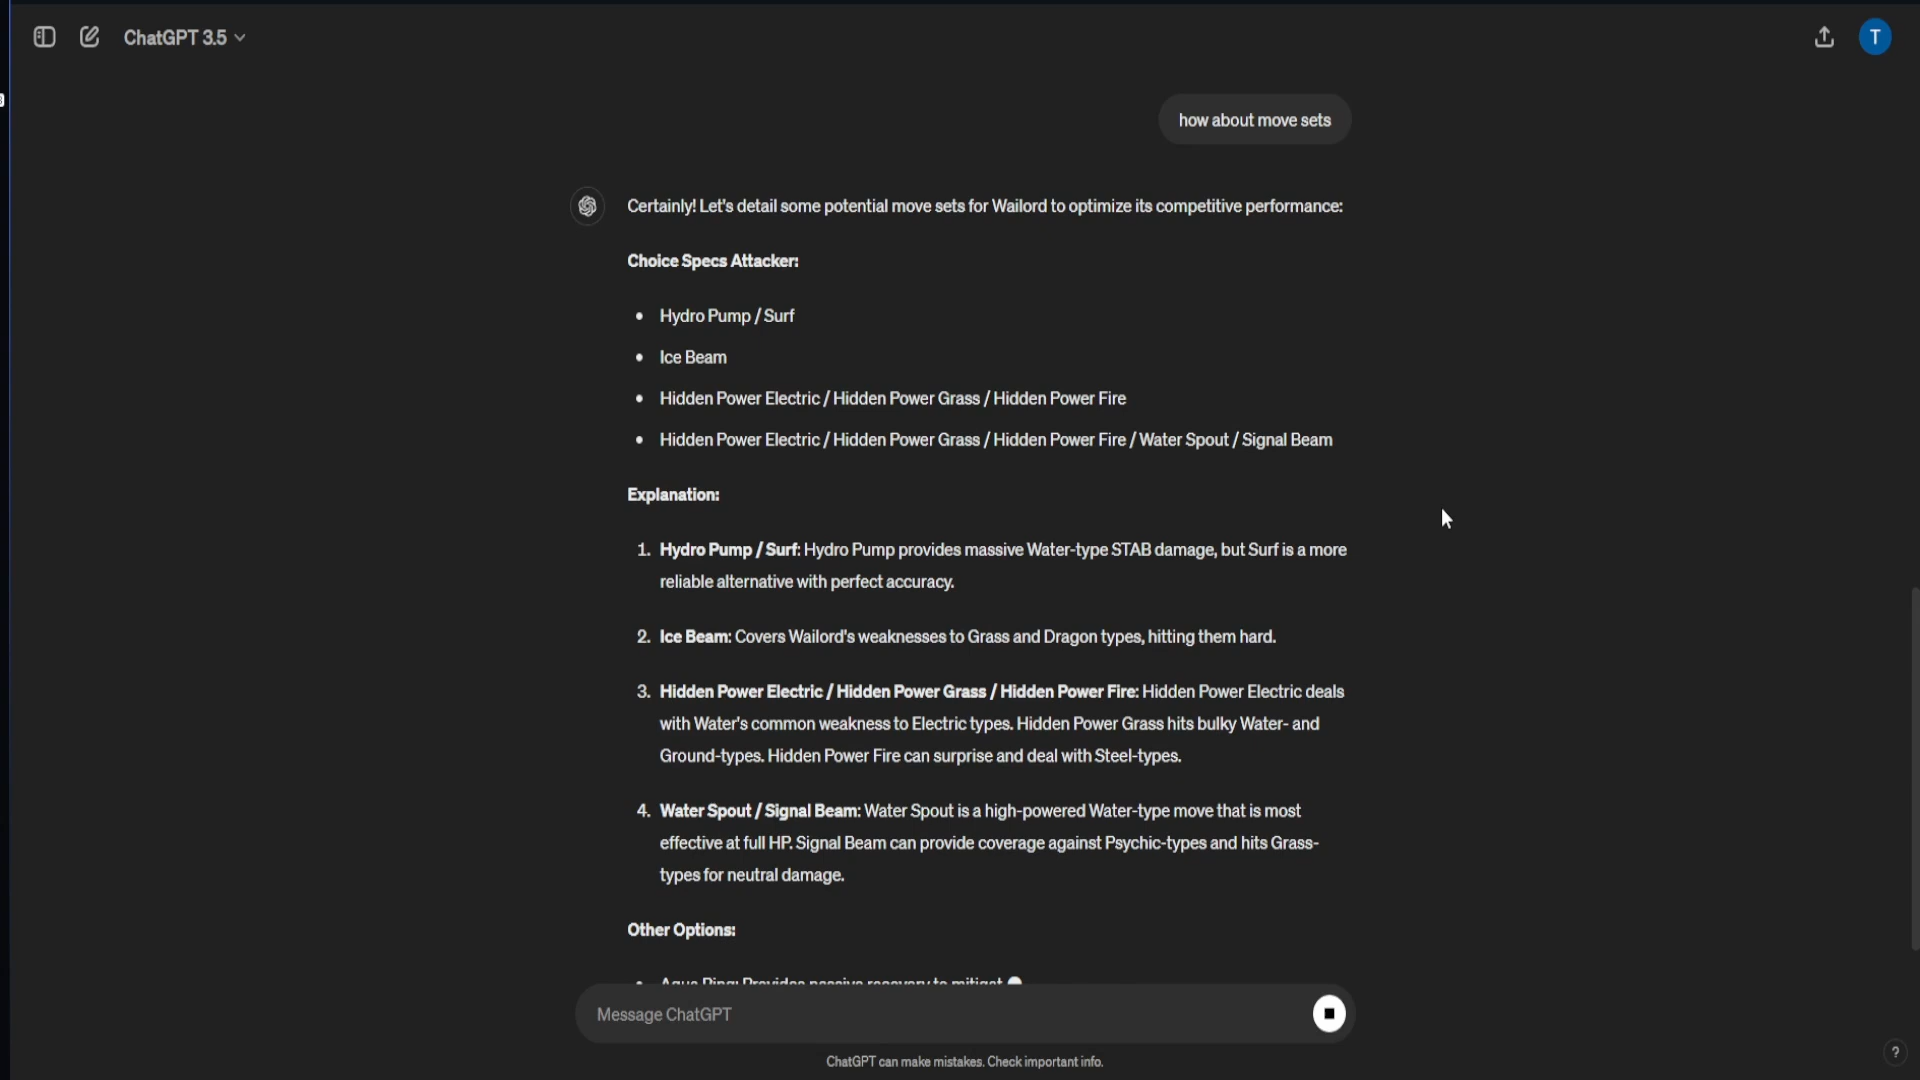 ChatGPT 3.5
T
how about move sets
Certainly! Let's detail some potential move sets for Wailord to optimize its competitive performance:
Choice Specs Attacker:
• Hydro Pump / Surf
• Ice Beam
• Hidden Power Electric / Hidden Power Grass / Hidden Power Fire
• Hidden Power Electric / Hidden Power Grass / Hidden Power Fire / Water Spout / Signal Beam
Explanation:
1. Hydro Pump / Surf: Hydro Pump provides massive Water-type STAB damage, but Surf is a more
reliable alternative with perfect accuracy.
2. Ice Beam: Covers Wailord's weaknesses to Grass and Dragon types, hitting them hard.
3. Hidden Power Electric / Hidden Power Grass / Hidden Power Fire: Hidden Power Electric deals
with Water's common weakness to Electric types. Hidden Power Grass hits bulky Water- and
Ground-types. Hidden Power Fire can surprise and deal with Steel-types.
4. Water Spout / Signal Beam: Water Spout is a high-powered Water-type move that is most
effective at full HP. Signal Beam can provide coverage against Psychic-types and hits Grass-
types for neutral damage.
Other Options:
• Aqua Ring: Provides passive recovery to mitigat
Message ChatGPT
ChatGPT can make mistakes. Check important info.
?